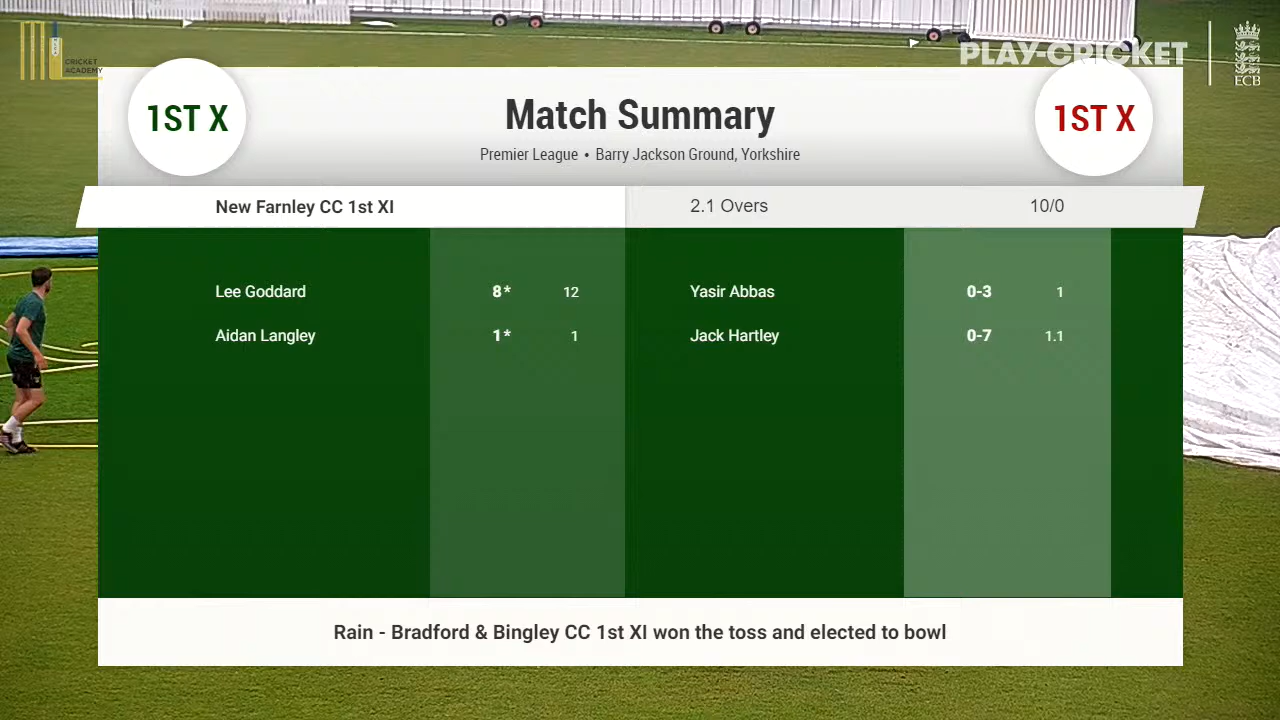 CRICKET
ACADEMY
PLAY-CRICKET
ECB
1ST X
Match Summary
1ST X
Premier League • Barry Jackson Ground, Yorkshire
New Farnley CC 1st XI 2.1 Overs 10/0
Lee Goddard 8* 12 Yasir Abbas 0-3 1
Aidan Langley 1* 1 Jack Hartley 0-7 1.1
Rain - Bradford & Bingley CC 1st XI won the toss and elected to bowl